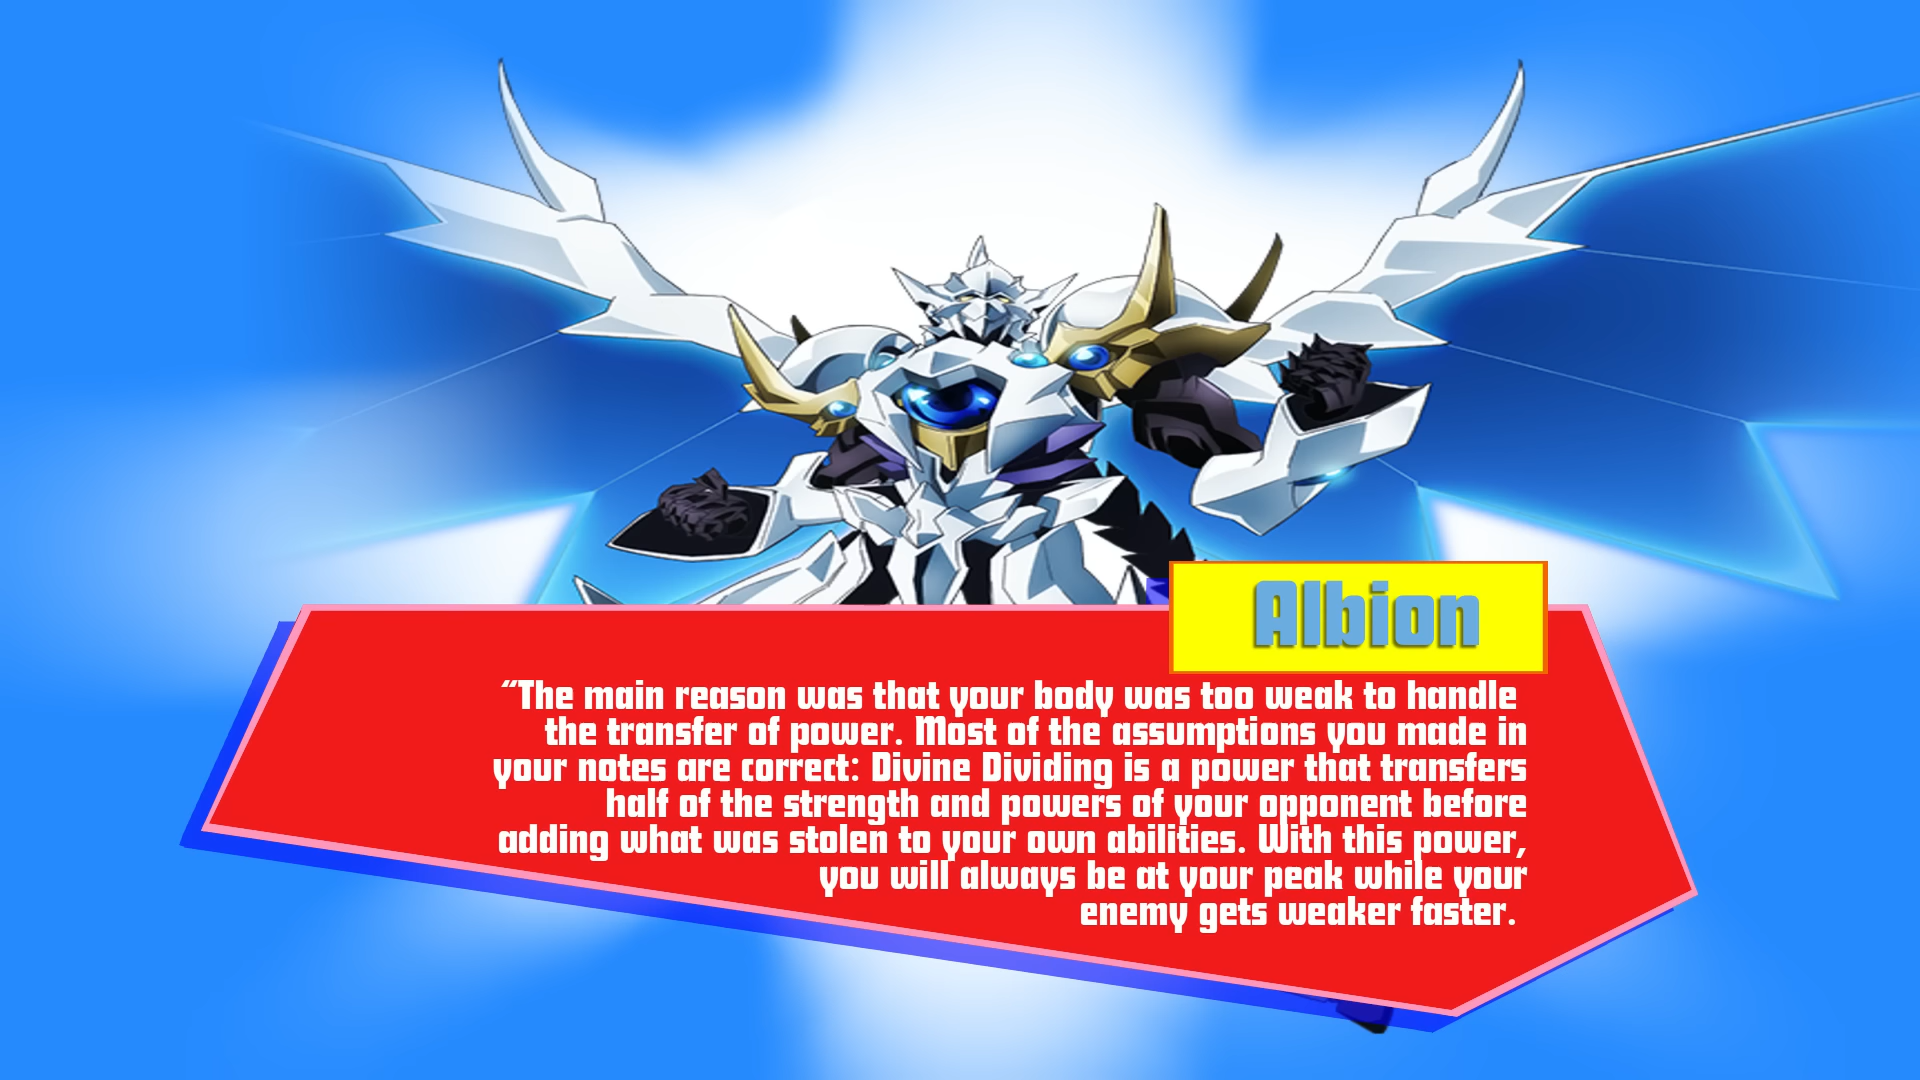 Albion
“The main reason was that your body was too weak to handle
the transfer of power. Most of the assumptions you made in
your notes are correct: Divine Dividing is a power that transfers
half of the strength and powers of your opponent before
adding what was stolen to your own abilities. With this power,
you will always be at your peak while your
enemy gets weaker faster.